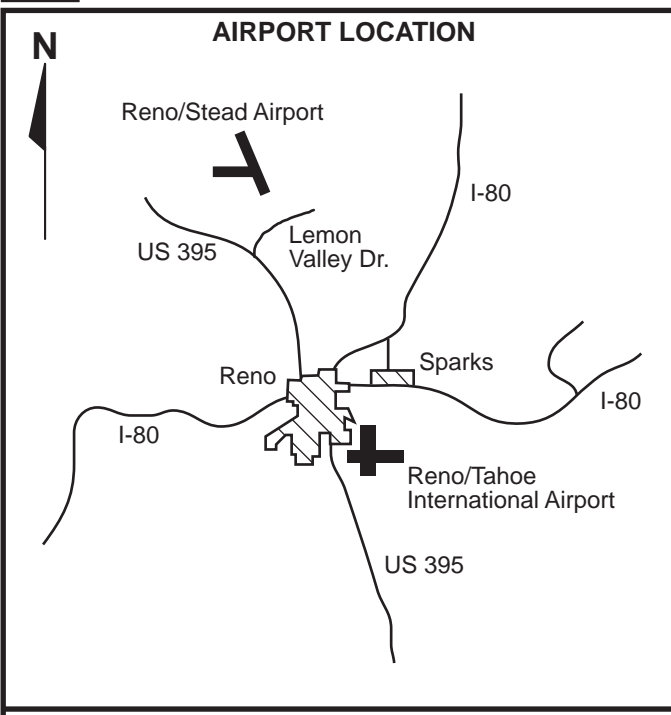 AIRPORT LOCATION
N
Reno/Stead Airport
I-80
Lemon
Valley Dr.
US 395
Sparks
Reno
I-80
I-80
Reno/Tahoe
International Airport
US 395